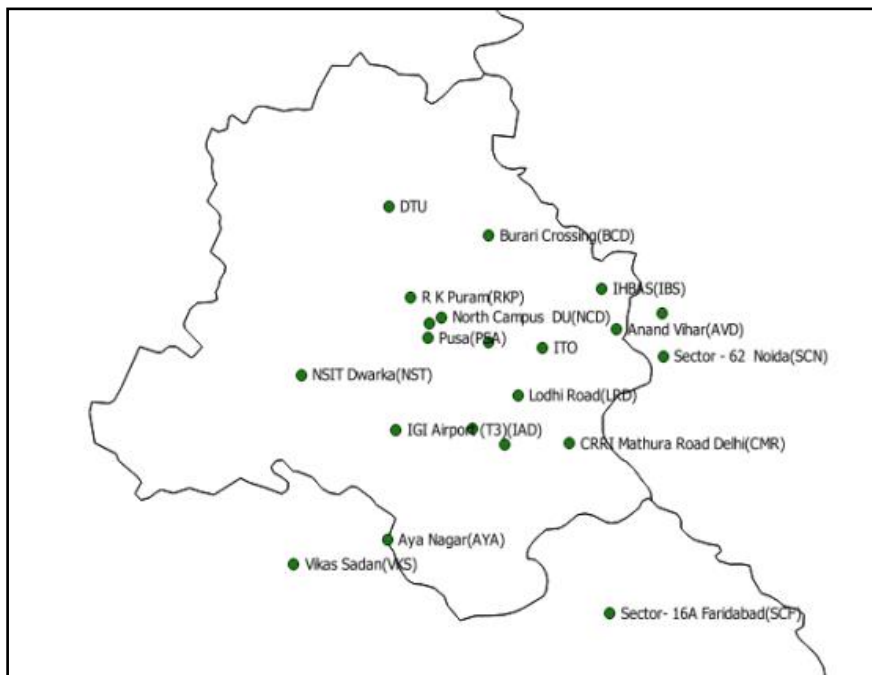 DTU
Burari Crossing(BCD)
IHBAS(IBS)
R K Puram(RKP)
North Campus DU(NCD)
Anand Vihar(AVD)
Pusa(PSA)
ITO
Sector - 62 Noida(SCN)
NSIT Dwarka(NST)
Lodhi Road(LRD)
IGI Airport (T3)(IAD)
CRRI Mathura Road Delhi(CMR)
Aya Nagar(AYA)
Vikas Sadan(VKS)
Sector- 16A Faridabad(SCF)